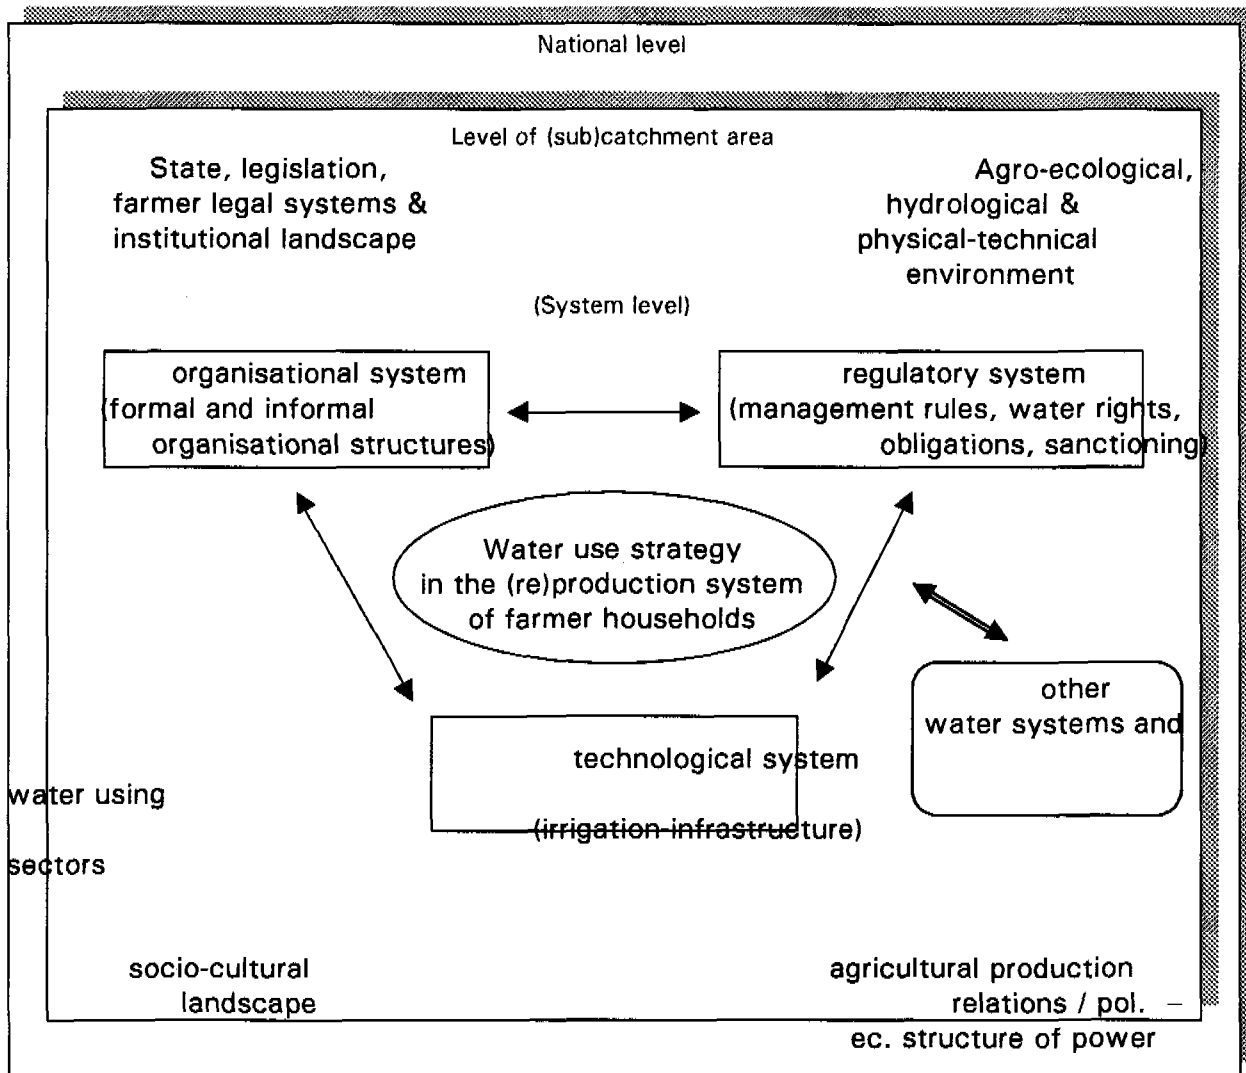 National level
Level of (sub)catchment area
State, legislation,
farmer legal systems &
institutional landscape
Agro-ecological,
hydrological &
physical-technical
environment
(System level)
organisational system
(formal and informal
organisational structures)
regulatory system
(management rules, water rights,
obligations, sanctioning)
Water use strategy
in the (re)production system
of farmer households
other
water systems and
technological system
(irrigation-infrastructure)
water using
sectors
socio-cultural
landscape
agricultural production
relations / pol. –
ec. structure of power